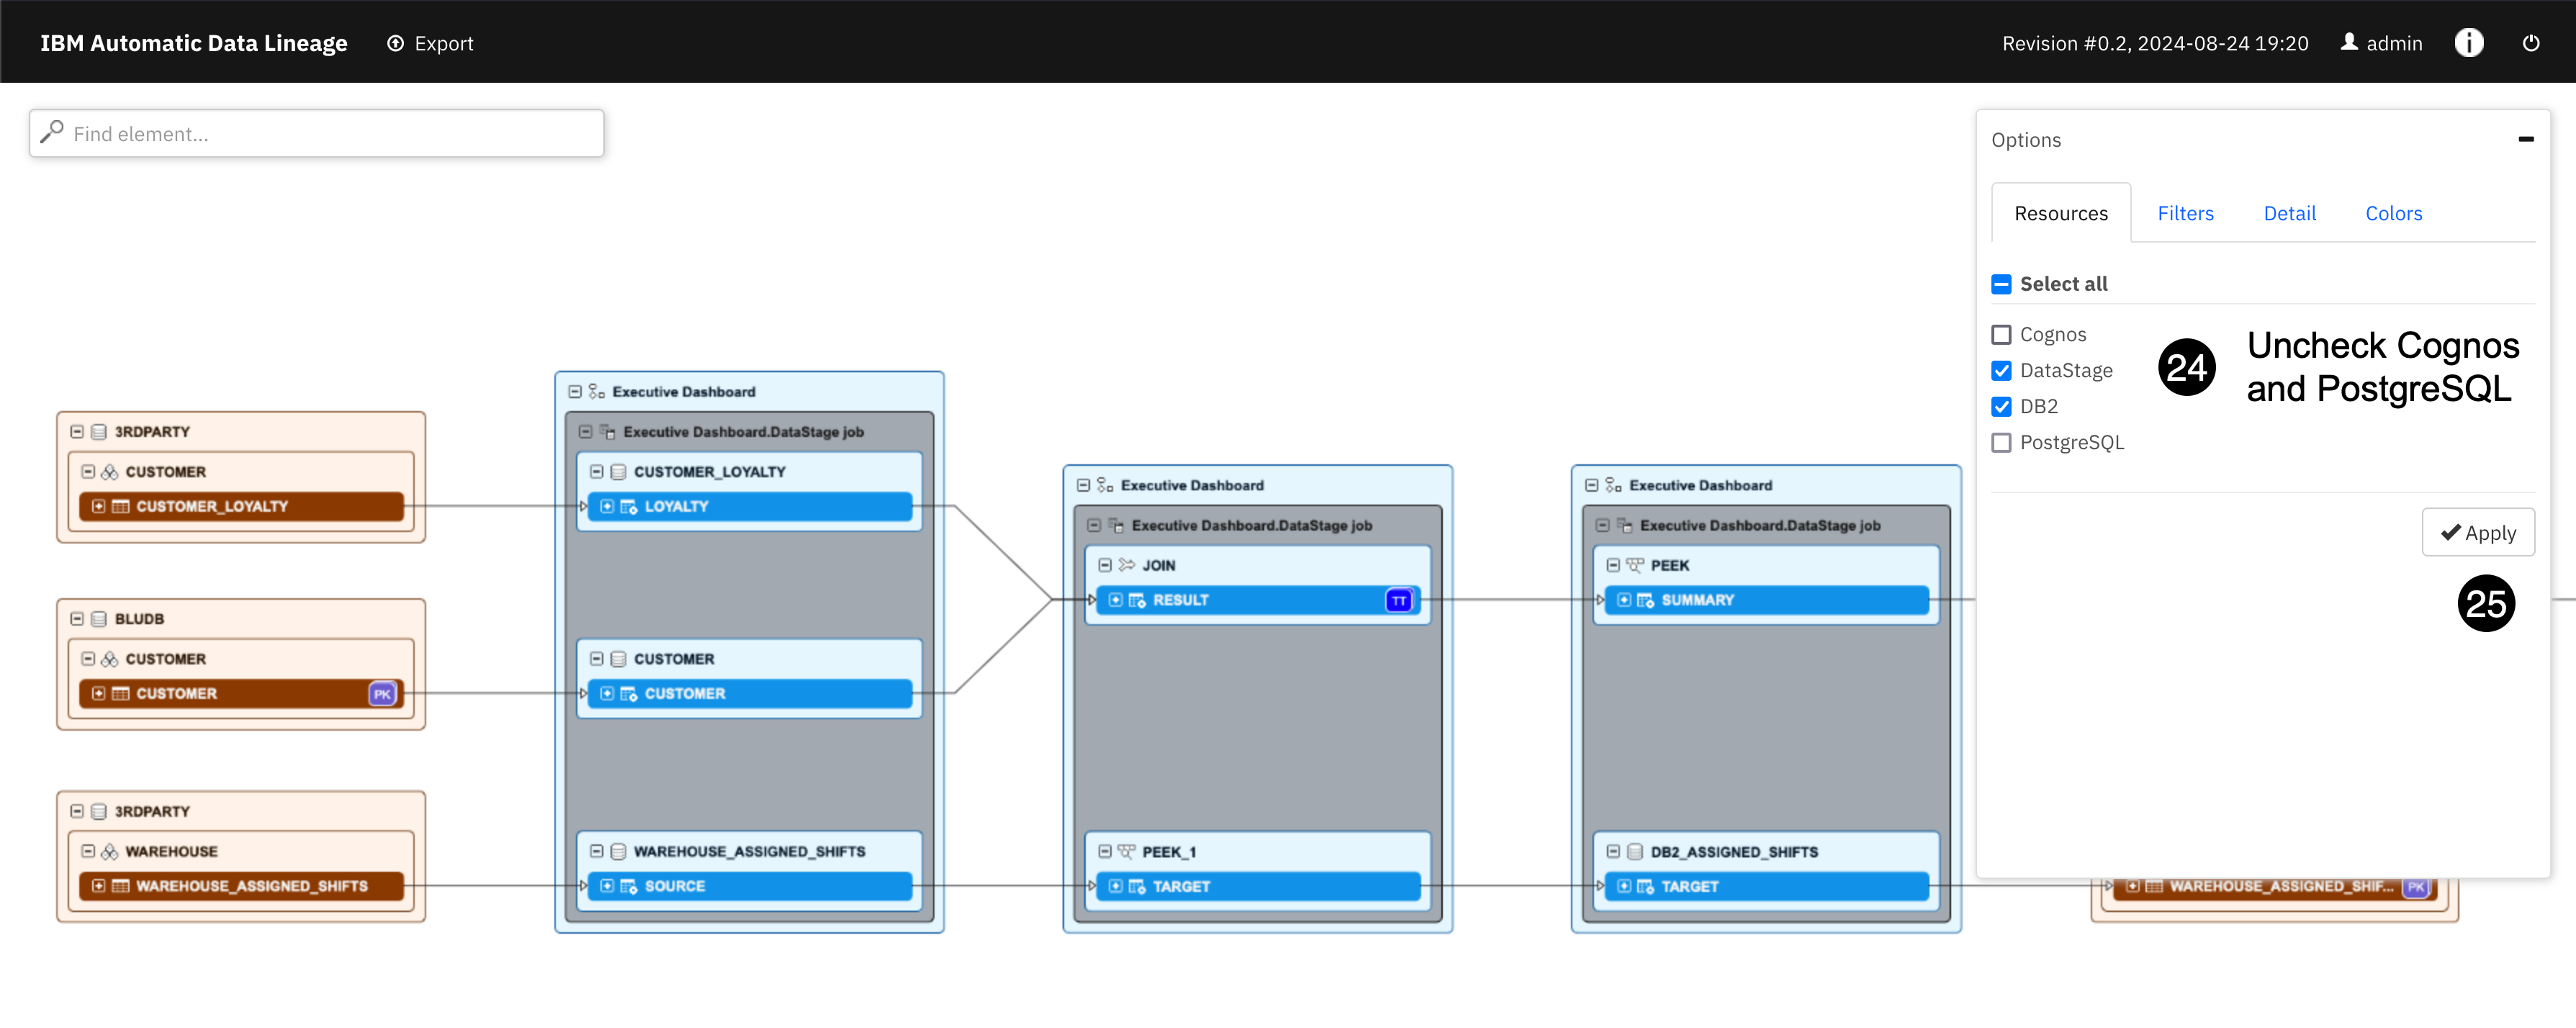 IBM Automatic Data Lineage
Export
Revision #0.2, 2024-08-24 19:20
admin
Find element...
Options
Resources
Filters
Detail
Colors
Select all
Cognos
DataStage
DB2
PostgreSQL
24
Uncheck Cognos
and PostgreSQL
Apply
25
3RDPARTY
CUSTOMER
CUSTOMER_LOYALTY
BLUDB
CUSTOMER
CUSTOMER
PK
3RDPARTY
WAREHOUSE
WAREHOUSE_ASSIGNED_SHIFTS
Executive Dashboard
Executive Dashboard.DataStage job
CUSTOMER_LOYALTY
LOYALTY
CUSTOMER
CUSTOMER
WAREHOUSE_ASSIGNED_SHIFTS
SOURCE
Executive Dashboard
Executive Dashboard.DataStage job
JOIN
RESULT
TT
PEEK_1
TARGET
Executive Dashboard
Executive Dashboard.DataStage job
PEEK
SUMMARY
DB2_ASSIGNED_SHIFTS
TARGET
WAREHOUSE_ASSIGNED_SHIF...
PK